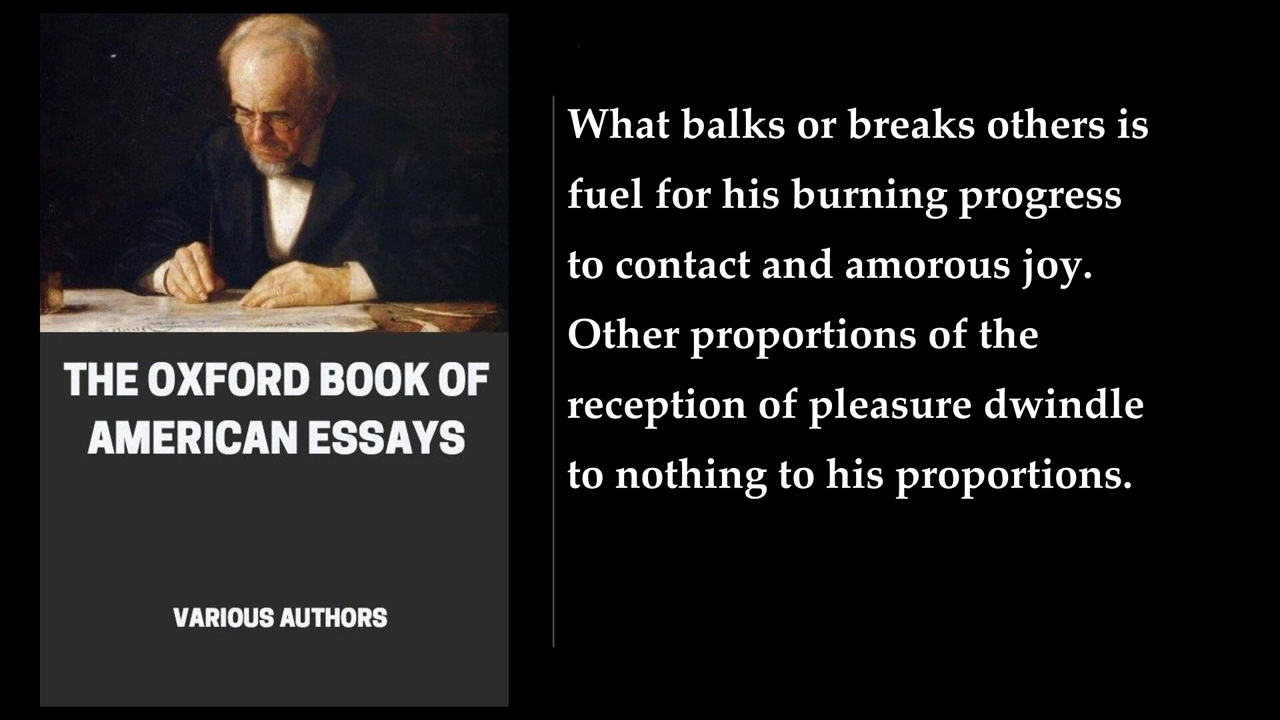 THE OXFORD BOOK OF
AMERICAN ESSAYS
VARIOUS AUTHORS
What balks or breaks others is
fuel for his burning progress
to contact and amorous joy.
Other proportions of the
reception of pleasure dwindle
to nothing to his proportions.